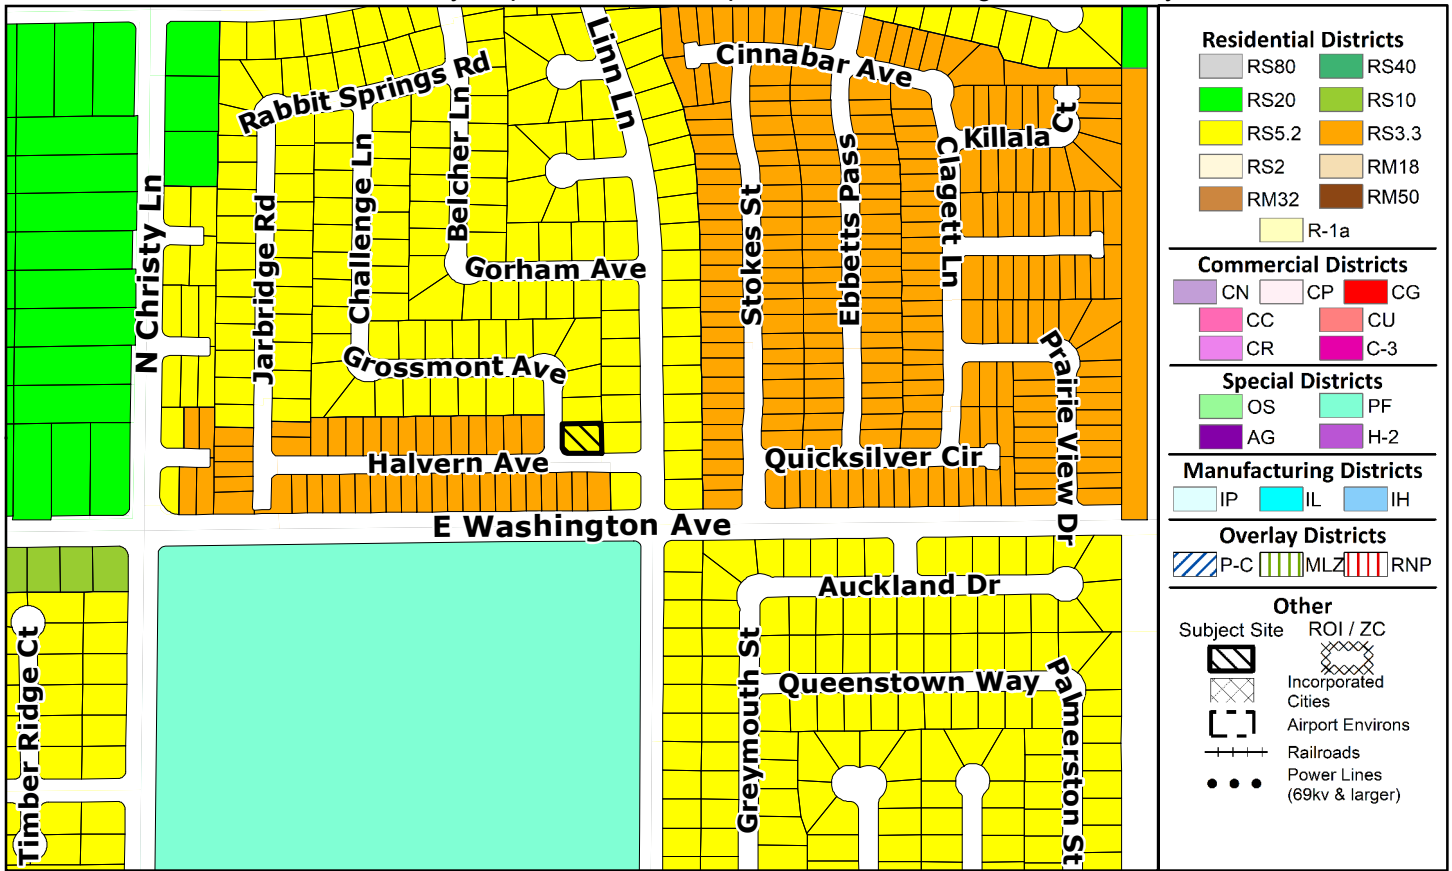 Cinnabar Ave
Linn Ln
Rabbit Springs Rd
Killala
Ct
Belcher Ln
Challenge Ln
Jarbridge Rd
N Christy Ln
Stokes St
Ebbetts Pass
Clagett Ln
Gorham Ave
Grossmont Ave
Prairie View Dr
Halvern Ave
Quicksilver Cir
E Washington Ave
Auckland Dr
Timber Ridge Ct
Greymouth St
Queenstown Way
Palmerston St
Residential Districts
RS80 RS40
RS20 RS10
RS5.2 RS3.3
RS2 RM18
RM32 RM50
R-1a
Commercial Districts
CN CP CG
CC CU
CR C-3
Special Districts
OS PF
AG H-2
Manufacturing Districts
IP IL IH
Overlay Districts
P-C MLZ RNP
Other
Subject Site ROI / ZC
Incorporated
Cities
Airport Environs
Railroads
Power Lines
(69kv & larger)